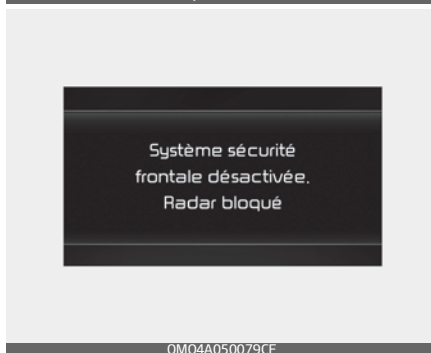 Système sécurité
frontale désactivée.
Radar bloqué
OMQ4A050079CF